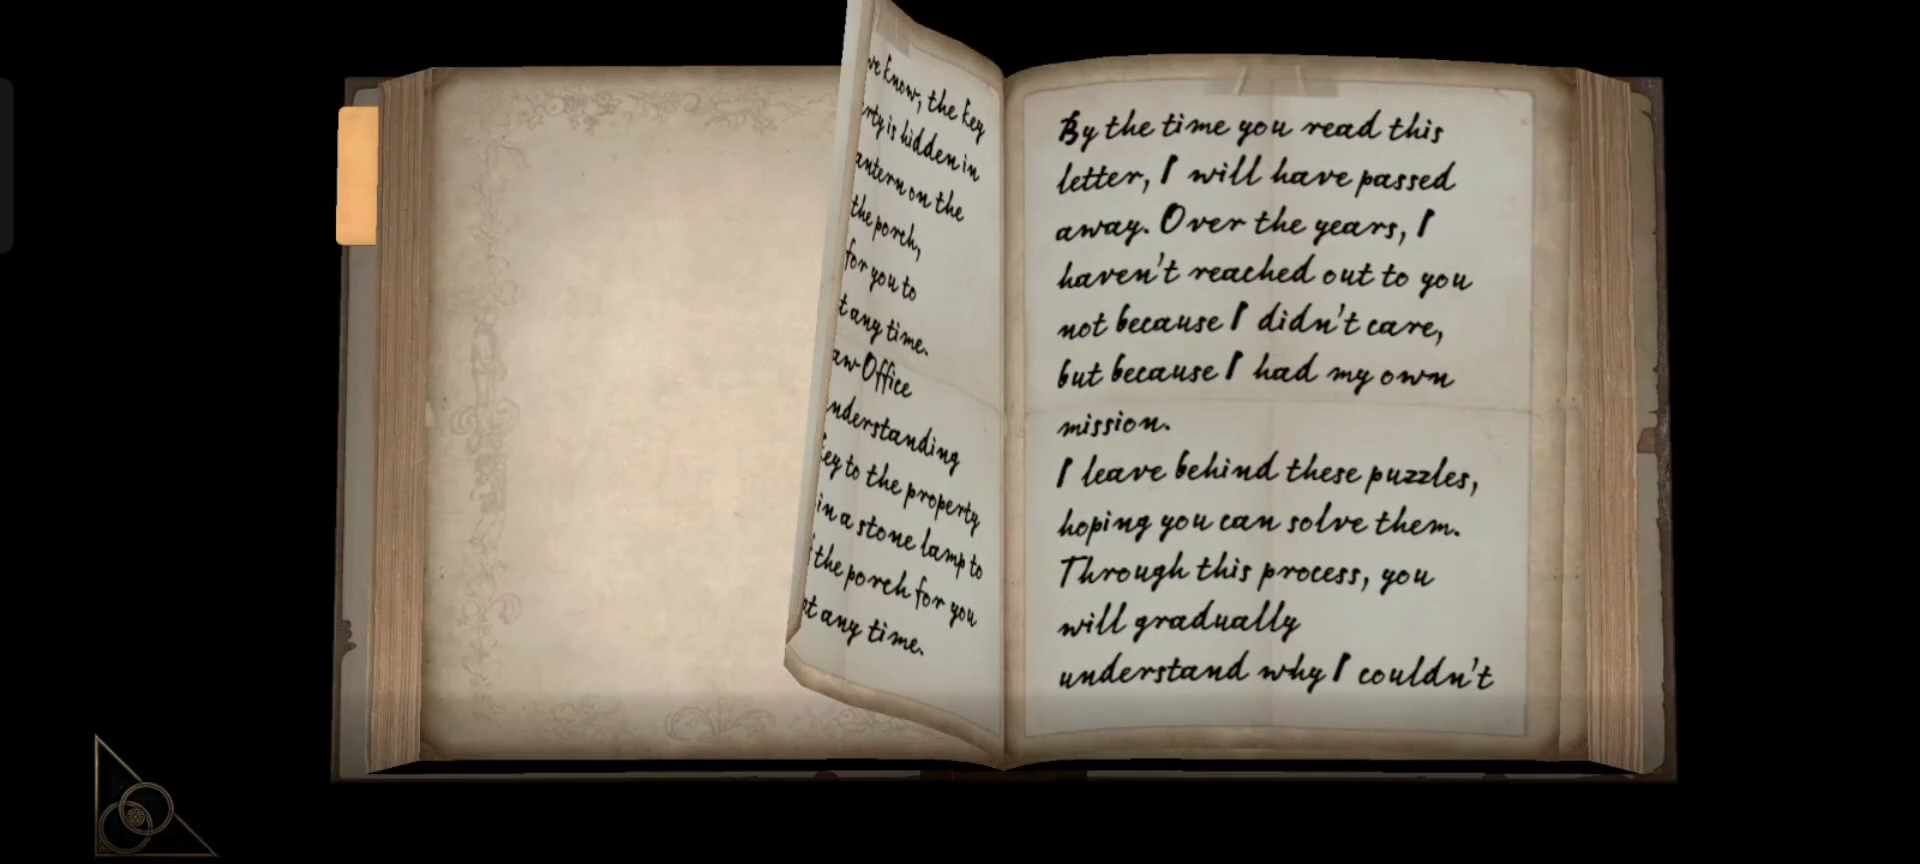 know, the key
is hidden in
on the
the porch,
for you to
any time.
Office
to the property
in a stone lamp to
the porch for you
at any time.
By the time you read this
letter, I will have passed
away. Over the years, I
haven't reached out to you
not because I didn't care,
but because I had my own
mission.
I leave behind these puzzles,
hoping you can solve them.
Through this process, you
will gradually
understand why I couldn't